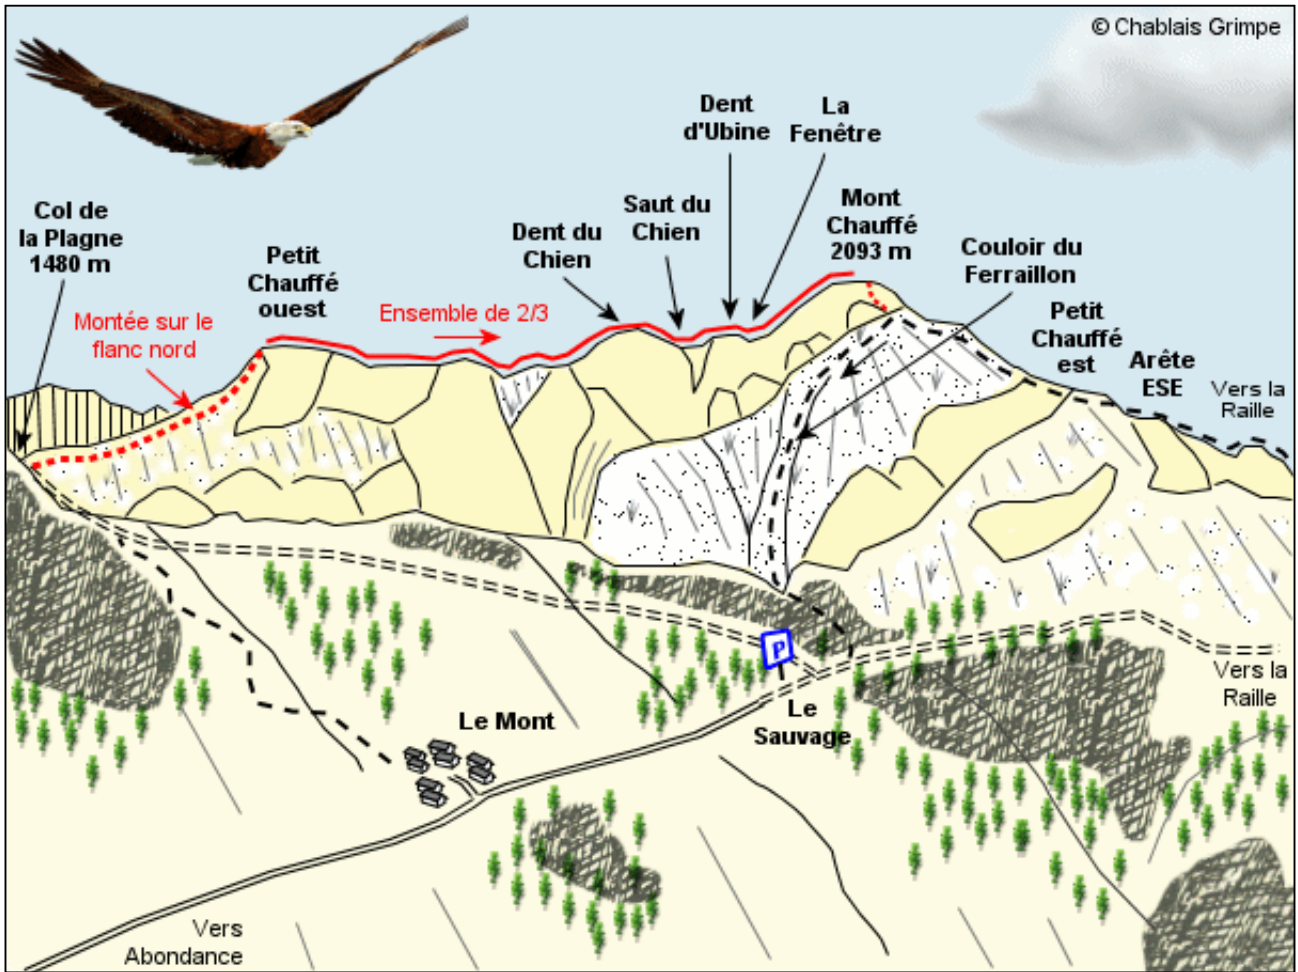 © Chablais Grimpe
Dent
d'Ubine
La
Fenêtre
Col de
la Plagne
1480 m
Saut du
Chien
Mont
Chauffé
2093 m
Dent du
Chien
Couloir du
Ferraillon
Petit
Chauffé
ouest
Montée sur le
flanc nord
Ensemble de 2/3
Petit
Chauffé
est
Arête
ESE
Vers la
Raille
P
Vers la
Raille
Le Mont
Le
Sauvage
Vers
Abondance